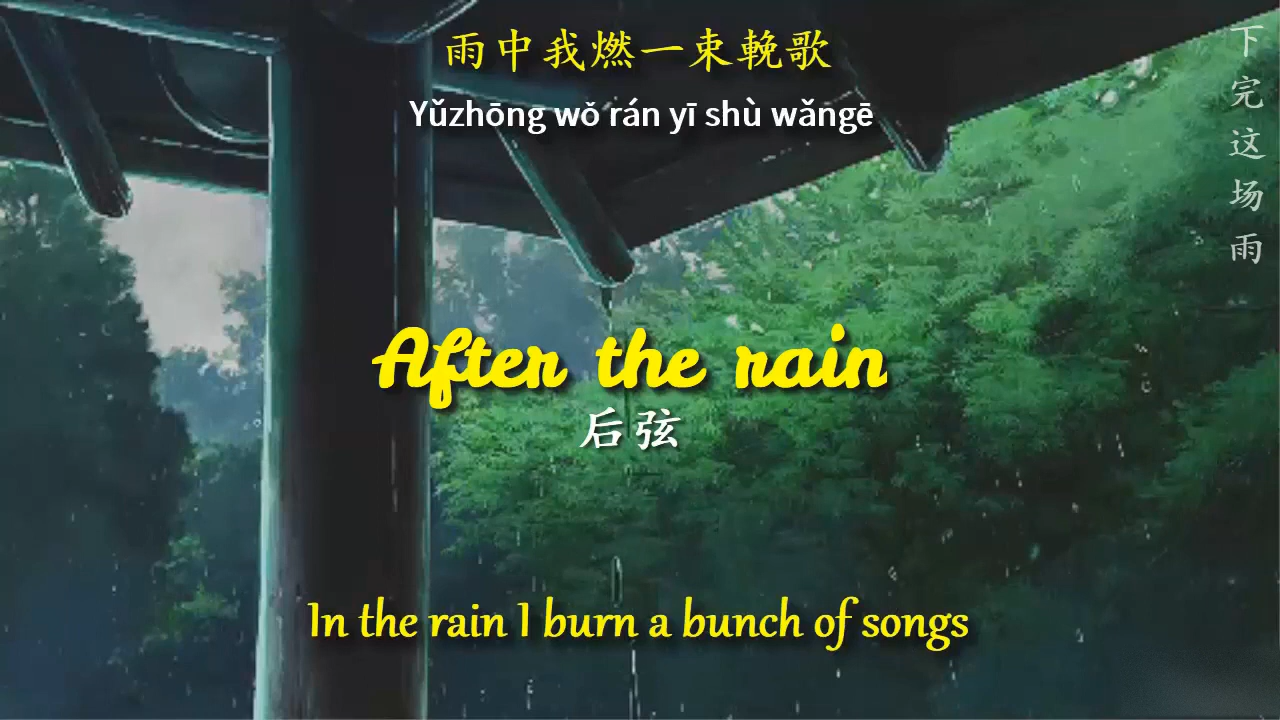 雨中我燃一束輓歌
Yǔzhōng wǒ rán yī shù wǎngē
下完这场雨
After the rain
后弦
In the rain I burn a bunch of songs